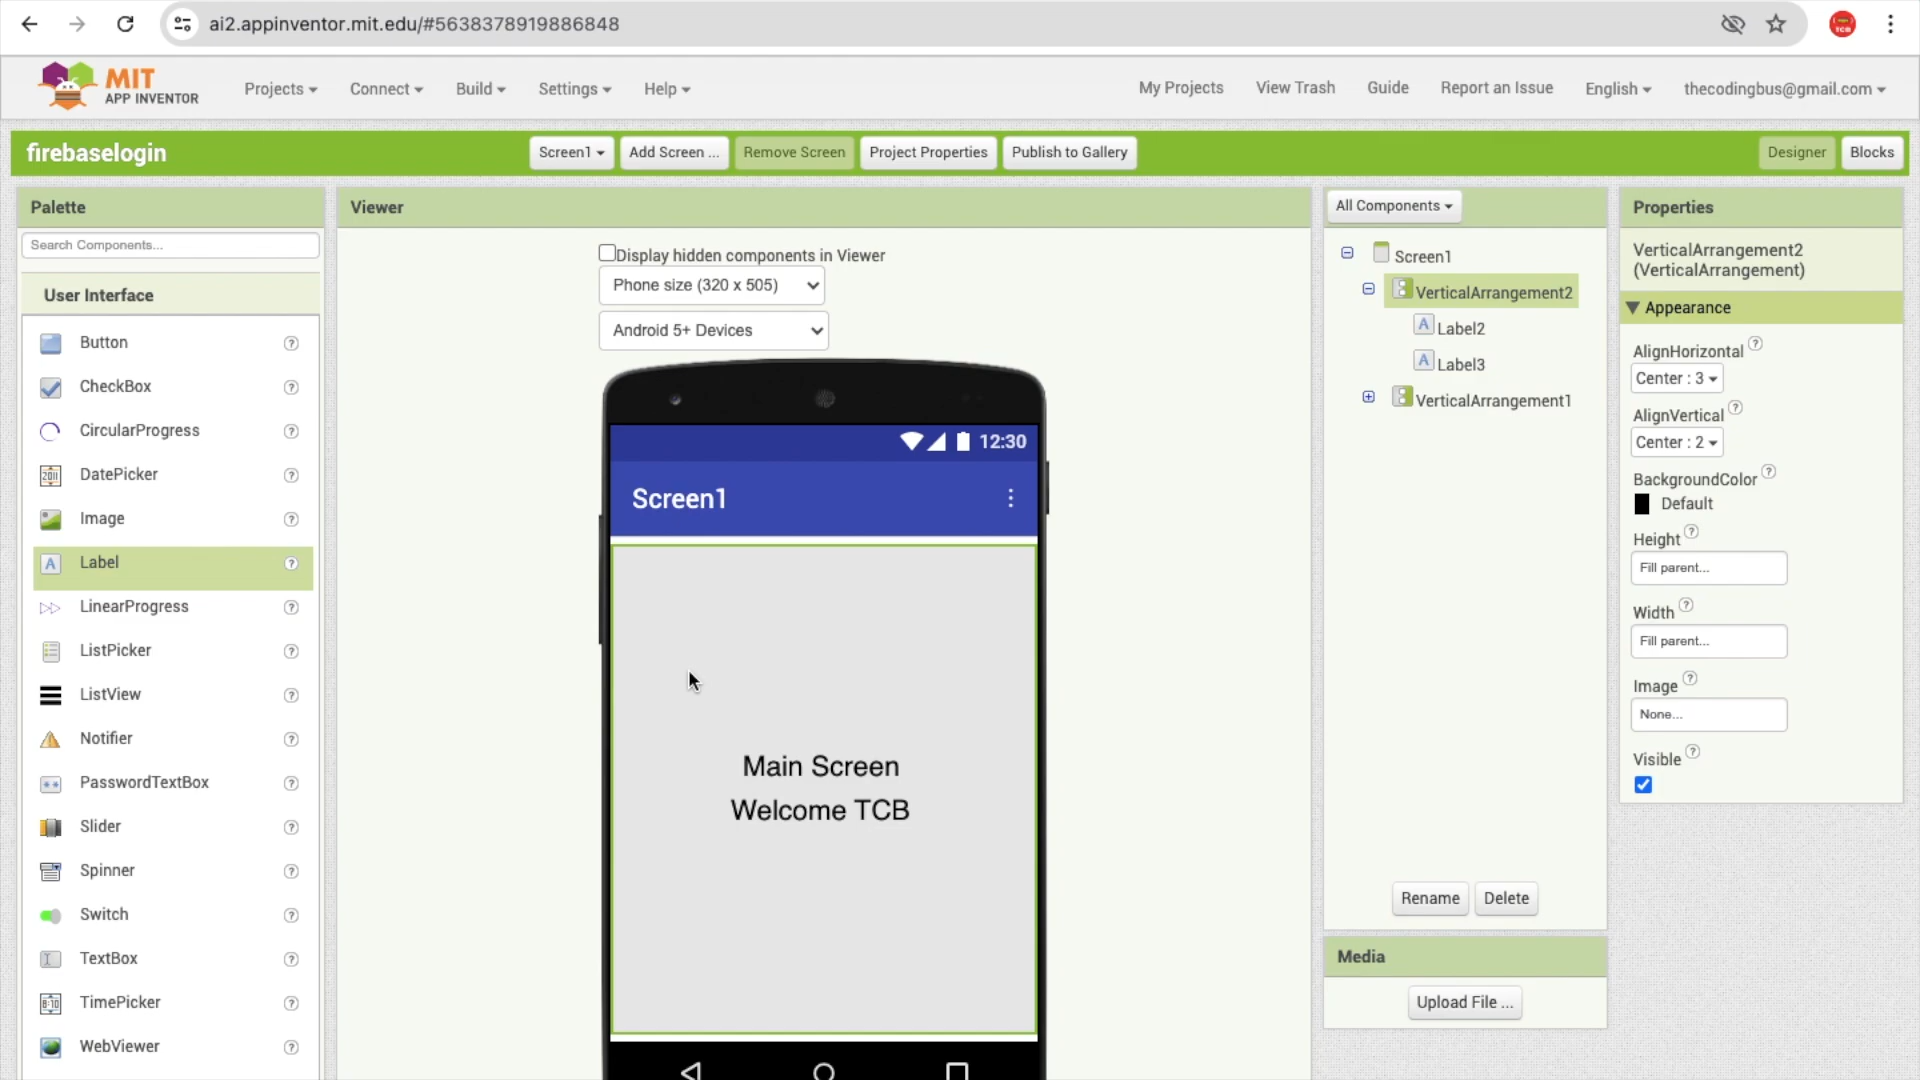 ai2.appinventor.mit.edu/#5638378919886848
MIT
APP INVENTOR
Projects
Connect
Build
Settings
Help
My Projects
View Trash
Guide
Report an Issue
English
thecodingbus@gmail.com
firebaselogin
Screen1
Add Screen ...
Remove Screen
Project Properties
Publish to Gallery
Designer
Blocks
Palette
Search Components...
User Interface
Button
CheckBox
CircularProgress
DatePicker
Image
Label
LinearProgress
ListPicker
ListView
Notifier
PasswordTextBox
Slider
Spinner
Switch
TextBox
TimePicker
WebViewer
Viewer
Display hidden components in Viewer
Phone size (320 x 505)
Android 5+ Devices
12:30
Screen1
Main Screen
Welcome TCB
All Components
Screen1
VerticalArrangement2
Label2
Label3
VerticalArrangement1
Rename
Delete
Media
Upload File ...
Properties
VerticalArrangement2
(VerticalArrangement)
Appearance
AlignHorizontal
Center : 3
AlignVertical
Center : 2
BackgroundColor
Default
Height
Fill parent...
Width
Fill parent...
Image
None...
Visible